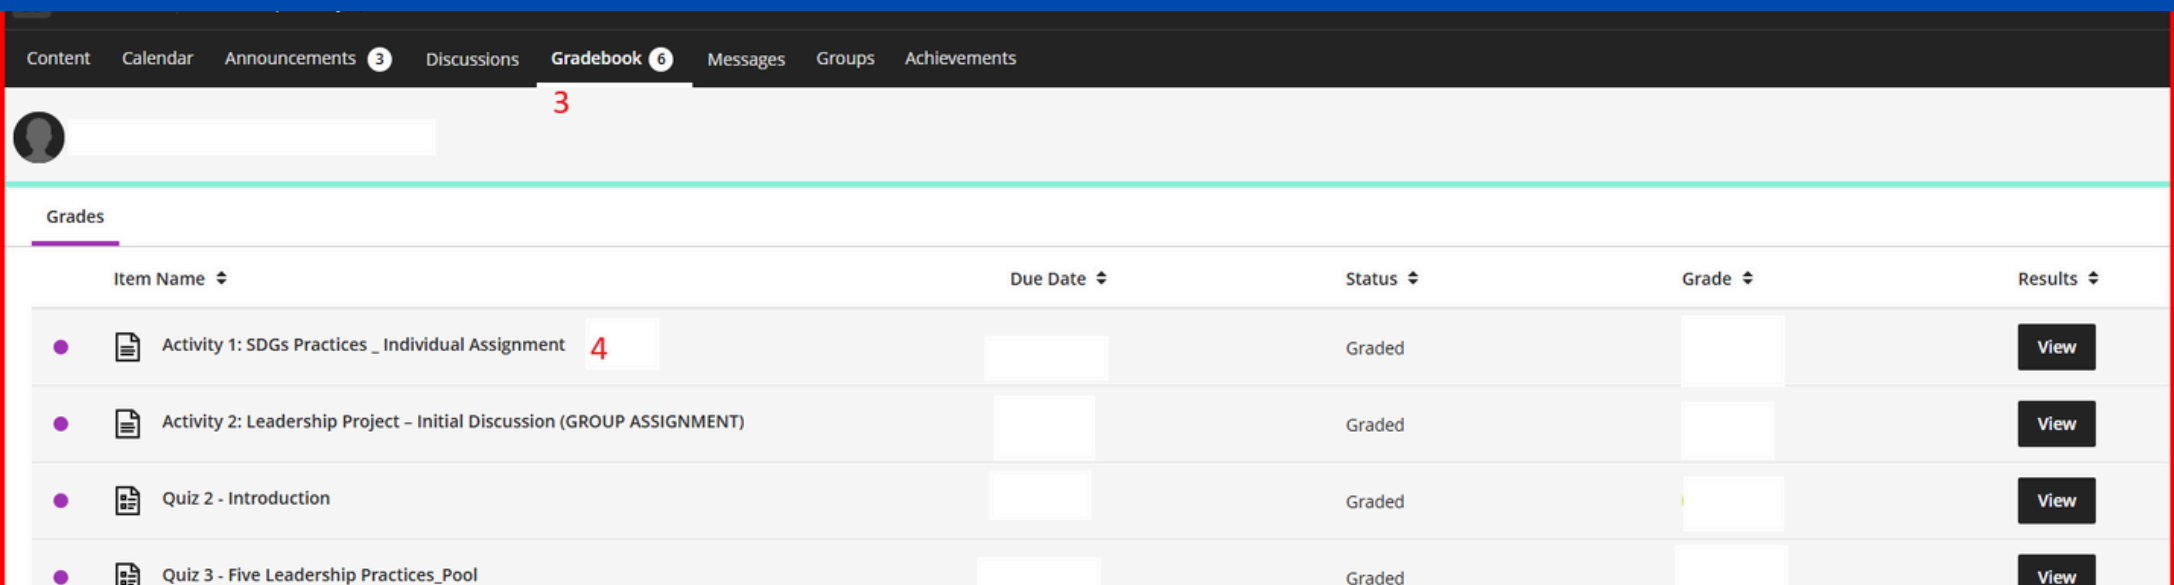 Content Calendar Announcements 3 Discussions Gradebook 6 Messages Groups Achievements
3
Grades
Item Name Due Date Status Grade Results
Activity 1: SDGs Practices _ Individual Assignment 4 Graded View
Activity 2: Leadership Project – Initial Discussion (GROUP ASSIGNMENT) Graded View
Quiz 2 - Introduction Graded View
Quiz 3 - Five Leadership Practices_Pool Graded View